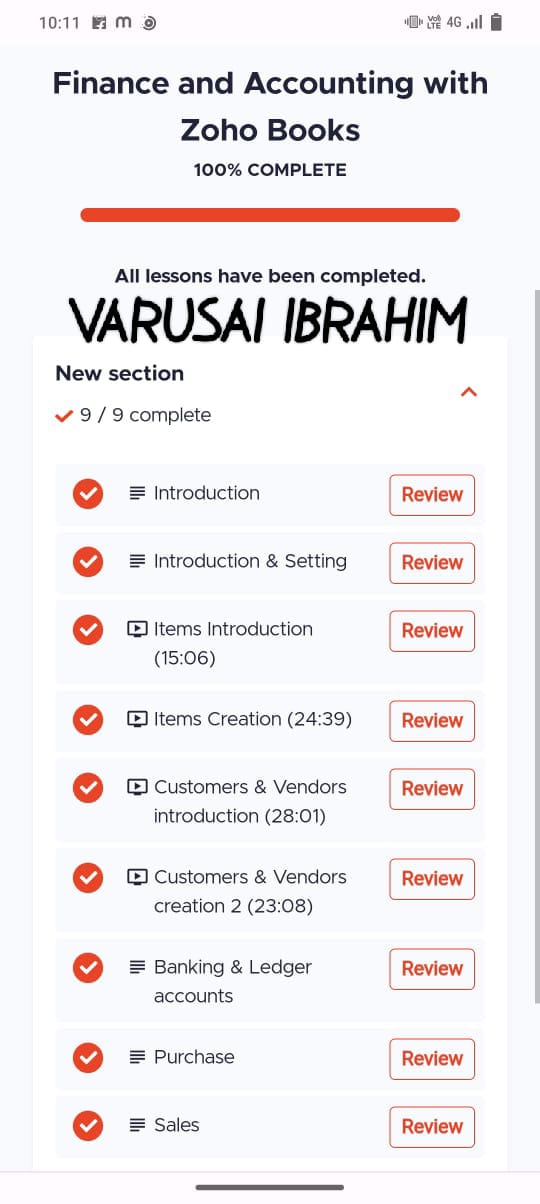 10:11 m VoB LTE 4G
Finance and Accounting with
Zoho Books
100% COMPLETE
All lessons have been completed.
VARUSAI IBRAHIM
New section
9 / 9 complete
Introduction Review
Introduction & Setting Review
Items Introduction Review
(15:06)
Items Creation (24:39) Review
Customers & Vendors Review
introduction (28:01)
Customers & Vendors Review
creation 2 (23:08)
Banking & Ledger Review
accounts
Purchase Review
Sales Review